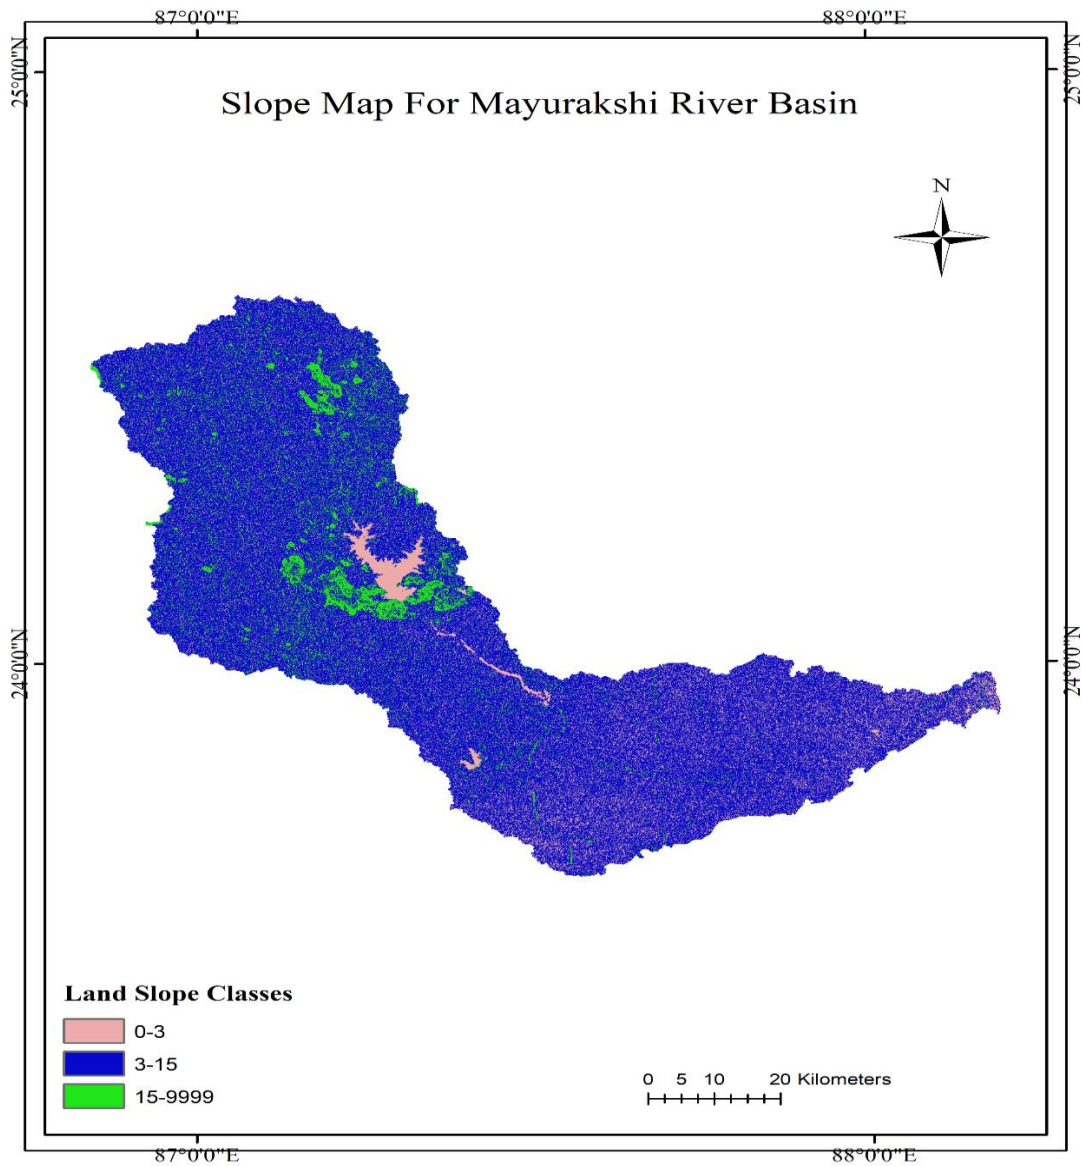 87°0'0"E 88°0'0"E
25°0'0"N 25°0'0"N
Slope Map For Mayurakshi River Basin
N
24°0'0"N 24°0'0"N
Land Slope Classes
0-3
3-15
15-9999
0 5 10 20 Kilometers
87°0'0"E 88°0'0"E